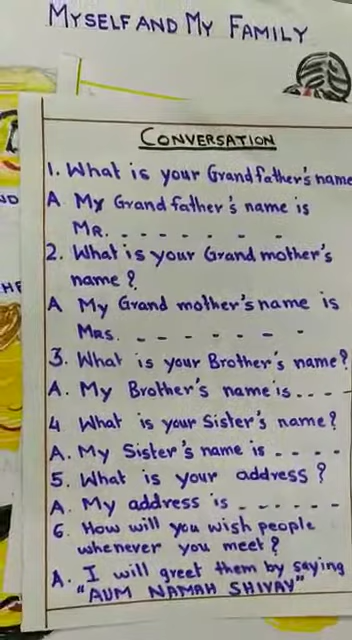 MYSELF AND MY FAMILY
CONVERSATION
1. What is your Grandfather's name
A. My Grandfather's name is
MR. - - - - - - -
2. What is your Grand mother's
name?
A My Grand mother's name is
MRS. - - - - - - -
3. What is your Brother's name?
A. My Brother's name is - - - -
4 What is your Sister's name?
A. My Sister's name is - - - -
5. What is your address?
A. My address is - - - - - -
6. How will you wish people
whenever you meet?
A. I will greet them by saying
"AUM NAMAH SHIVAY"